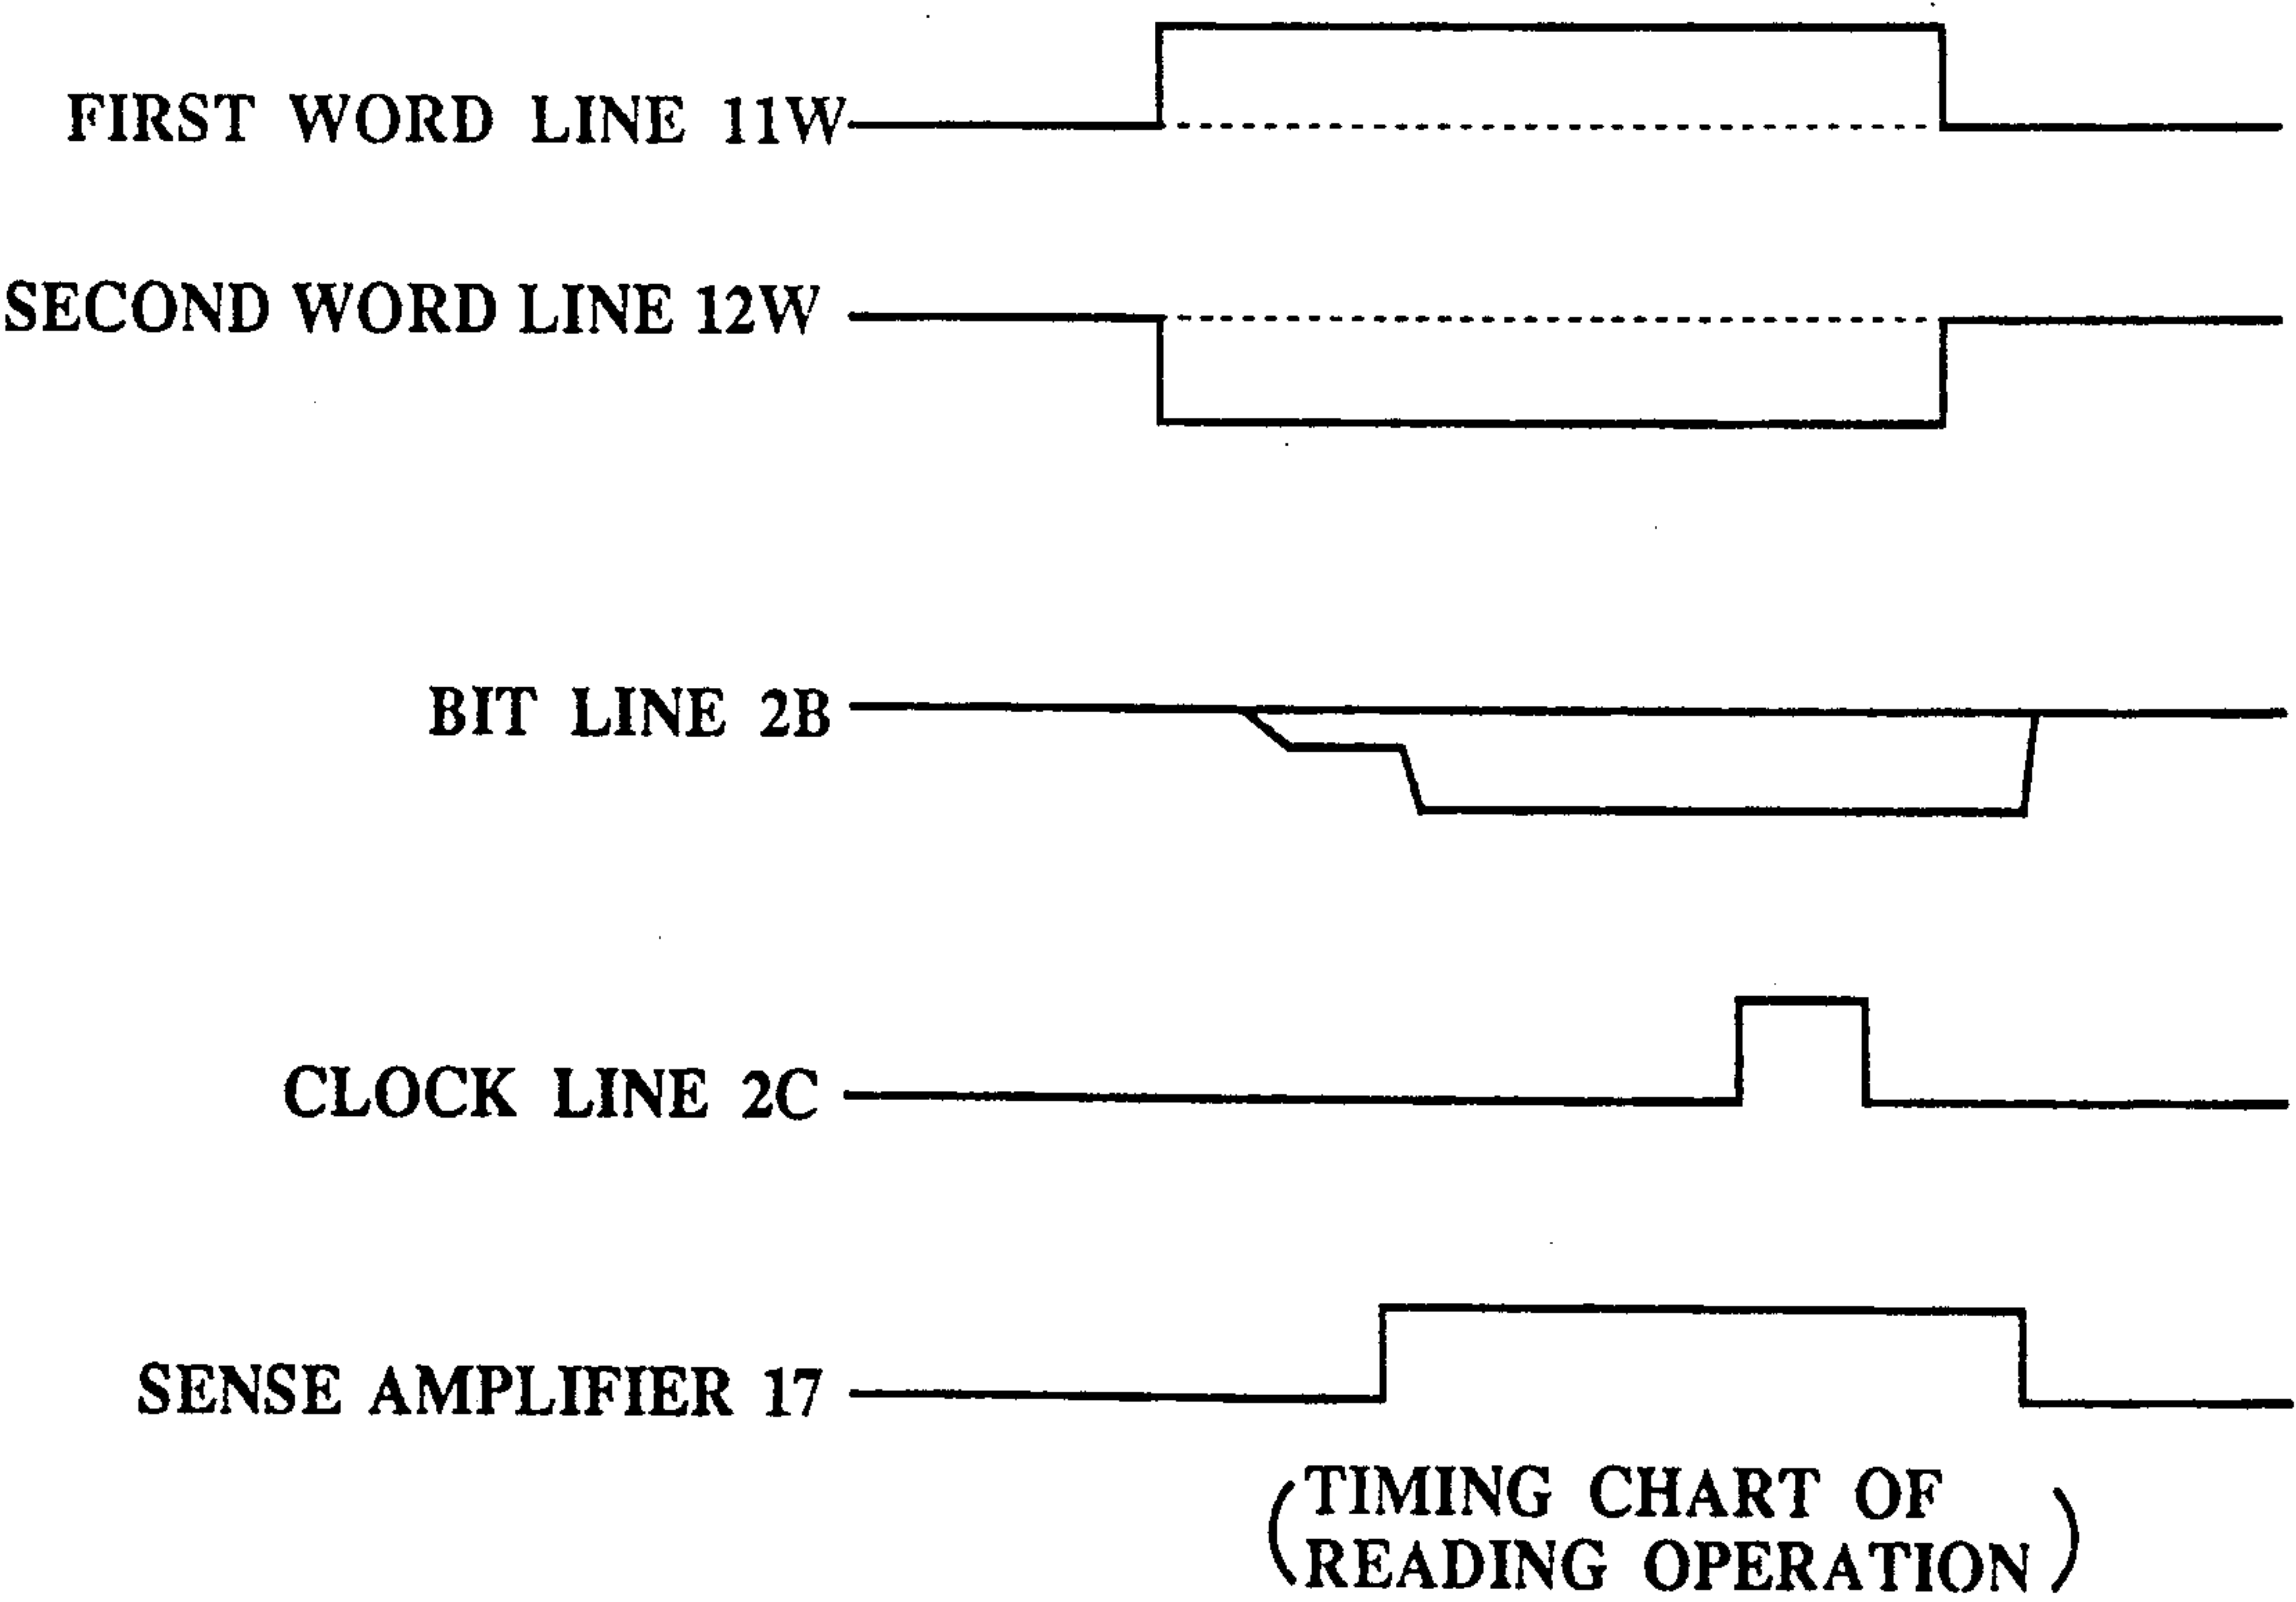 FIRST WORD LINE 11W
SECOND WORD LINE 12W
BIT LINE 2B
CLOCK LINE 2C
SENSE AMPLIFIER 17
(TIMING CHART OF
READING OPERATION)